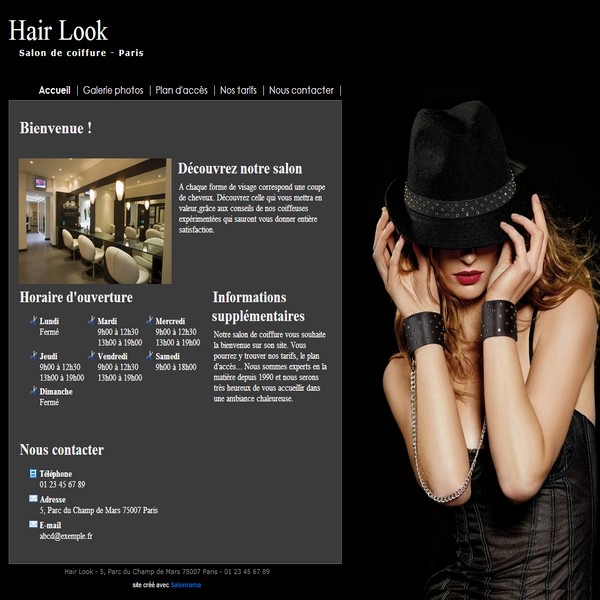 Hair Look
Salon de coiffure - Paris
Accueil | Galerie photos | Plan d'accès | Nos tarifs | Nous contacter |
Bienvenue !
Découvrez notre salon
A chaque forme de visage correspond une coupe
de cheveux. Découvrez celle qui vous mettra en
valeur,grâce aux conseils de nos coiffeuses
expérimentées qui sauront vous donner entière
satisfaction.
Horaire d'ouverture
Lundi
Fermé
Mardi
9h00 à 12h30
13h00 à 19h00
Mercredi
9h00 à 12h30
13h00 à 19h00
Jeudi
9h00 à 12h30
13h00 à 19h00
Vendredi
9h00 à 12h30
13h00 à 19h00
Samedi
9h00 à 18h00
Dimanche
Fermé
Informations
supplémentaires
Notre salon de coiffure vous souhaite
la bienvenue sur son site. Vous
pourrez y trouver nos tarifs, le plan
d'accès... Nous sommes experts en la
matière depuis 1990 et nous serons
très heureux de vous accueillir dans
une ambiance chaleureuse.
Nous contacter
Téléphone
01 23 45 67 89
Adresse
5, Parc du Champ de Mars 75007 Paris
E-mail
abcd@exemple.fr
Hair Look - 5, Parc du Champ de Mars 75007 Paris - 01 23 45 67 89
site créé avec Salonrama